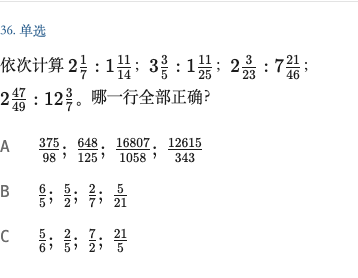 36. 单选
依次计算 2 1/7 : 1 11/14； 3 3/5 : 1 11/25； 2 3/23 : 7 21/46；
2 47/49 : 12 3/7。哪一行全部正确?
A 375/98; 648/125; 16807/1058; 12615/343
B 6/5; 5/2; 2/7; 5/21
C 5/6; 2/5; 7/2; 21/5